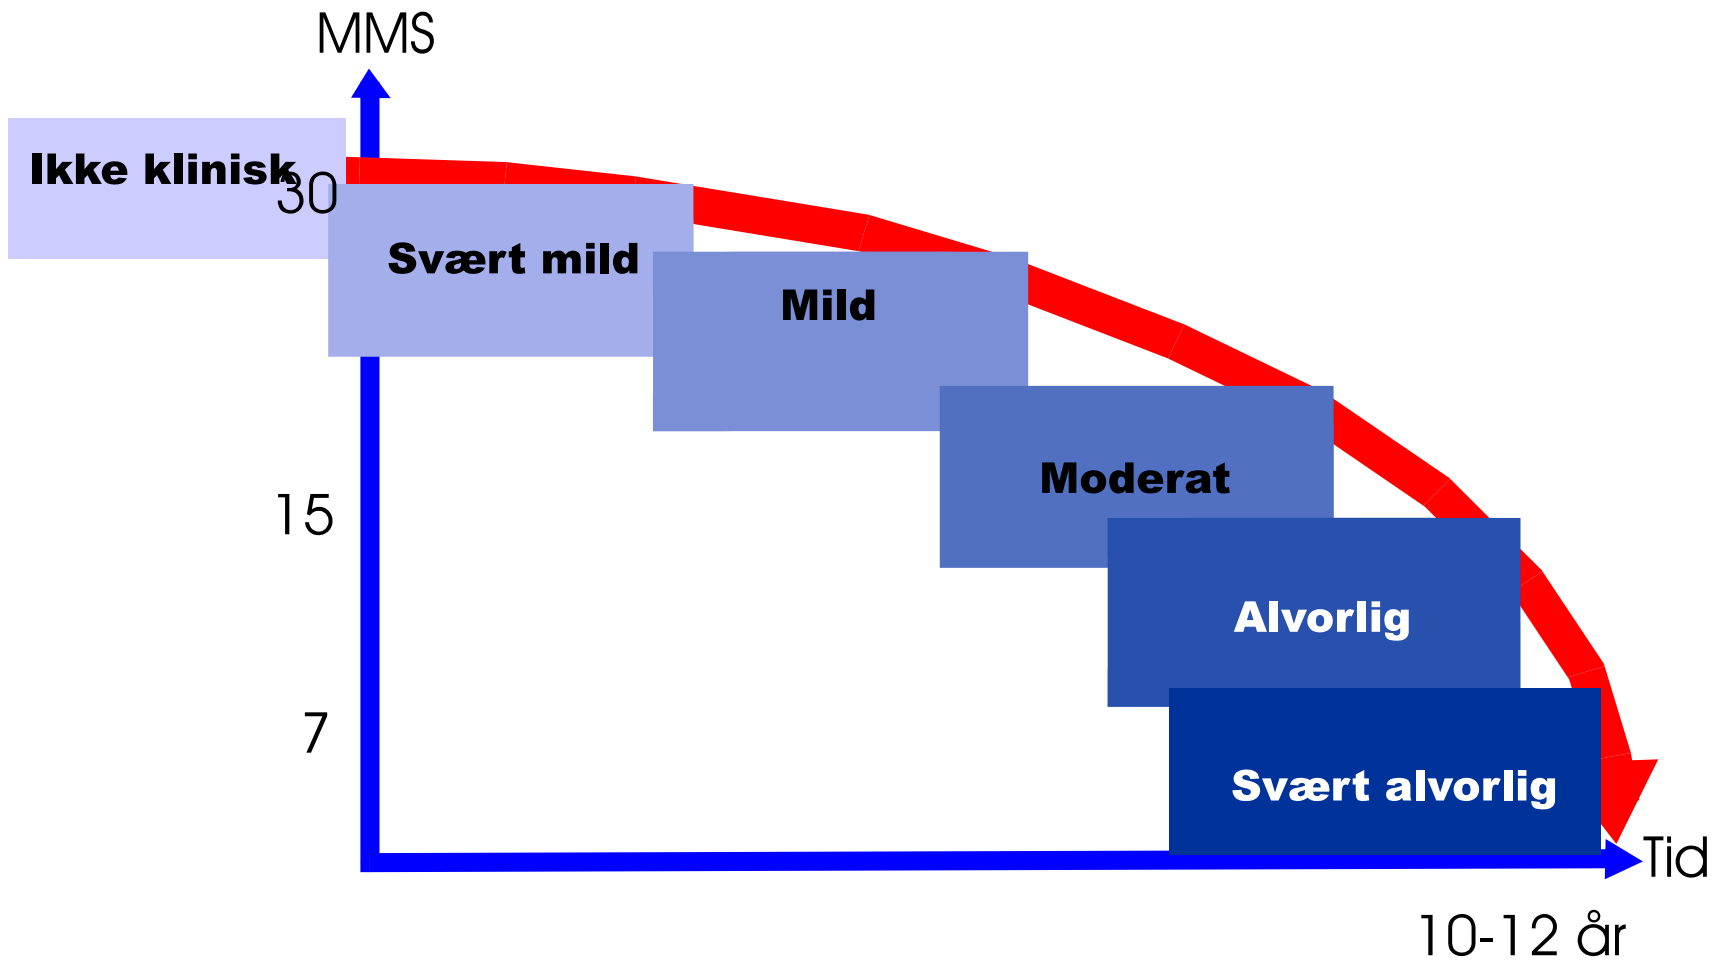 MMS
Ikke klinisk
30
Svært mild
Mild
Moderat
15
Alvorlig
7
Svært alvorlig
Tid
10-12 år